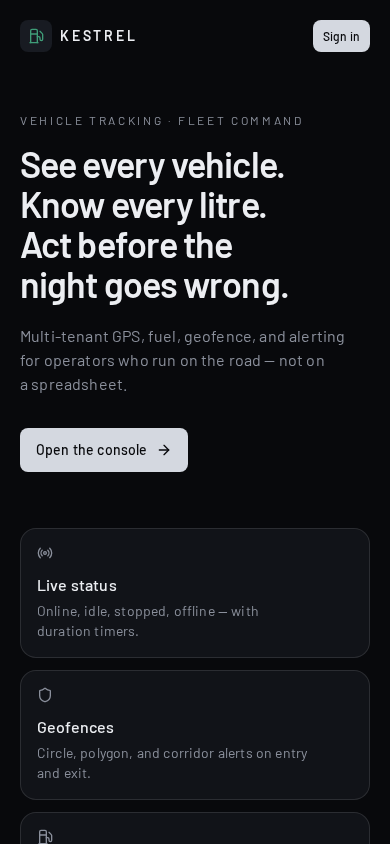 KESTREL
Sign in
VEHICLE TRACKING · FLEET COMMAND
See every vehicle.
Know every litre.
Act before the
night goes wrong.
Multi-tenant GPS, fuel, geofence, and alerting
for operators who run on the road — not on
a spreadsheet.
Open the console
Live status
Online, idle, stopped, offline — with
duration timers.
Geofences
Circle, polygon, and corridor alerts on entry
and exit.